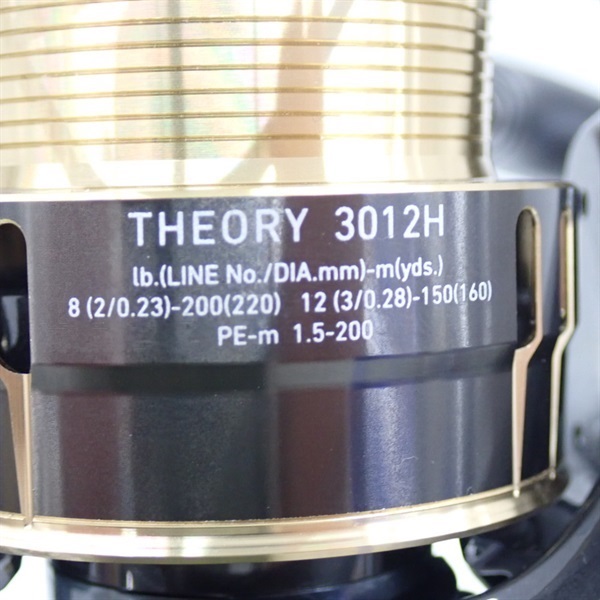 THEORY 3012H
lb.(LINE No./DIA.mm)-m(yds.)
8 (2/0.23)-200(220) 12 (3/0.28)-150(160)
PE-m 1.5-200